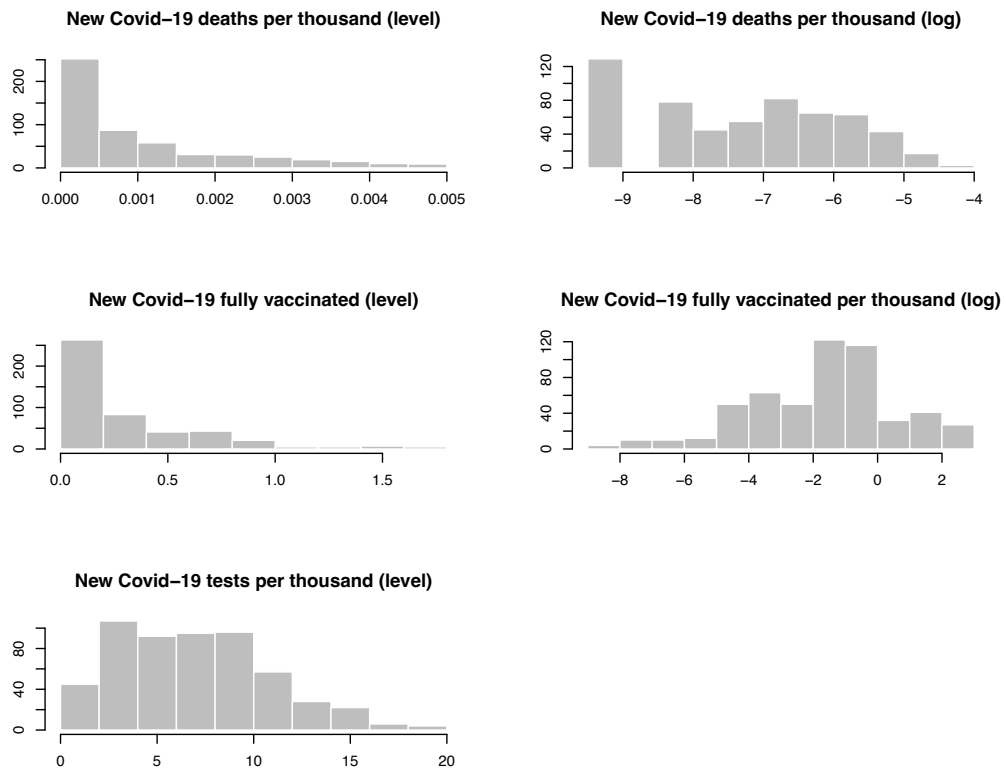 New Covid−19 deaths per thousand (level)
0 100 200
0.000 0.001 0.002 0.003 0.004 0.005
New Covid−19 deaths per thousand (log)
0 40 80 120
−9 −8 −7 −6 −5 −4
New Covid−19 fully vaccinated (level)
0 100 200
0.0 0.5 1.0 1.5
New Covid−19 fully vaccinated per thousand (log)
0 40 80 120
−8 −6 −4 −2 0 2
New Covid−19 tests per thousand (level)
0 40 80
0 5 10 15 20